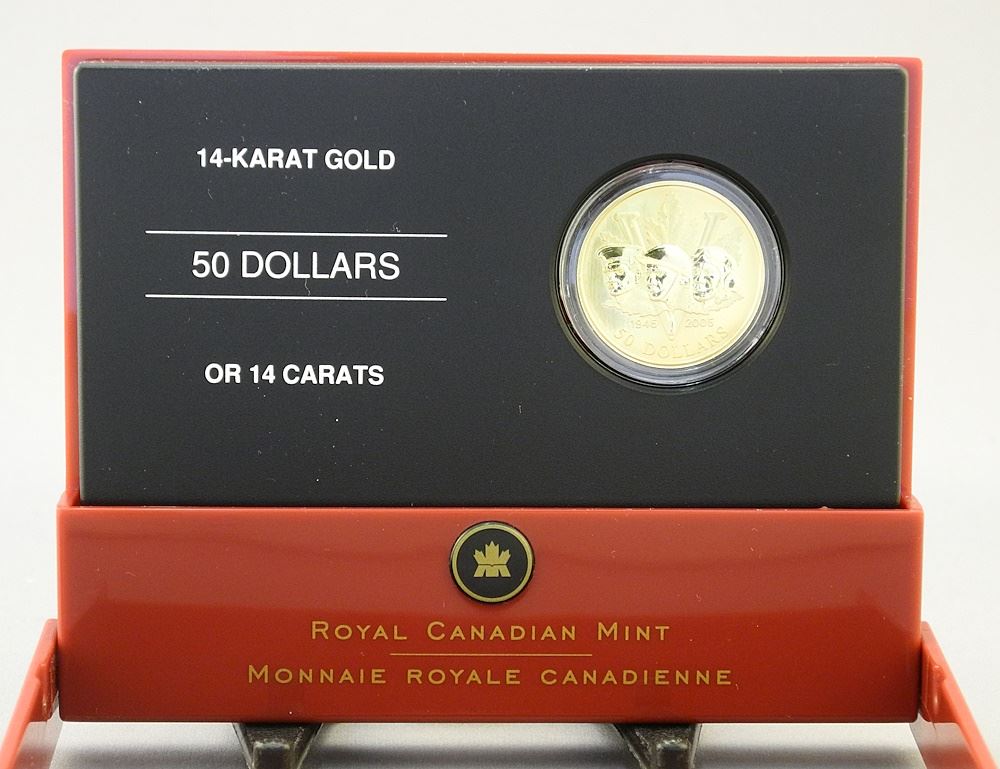 14-KARAT GOLD
50 DOLLARS
OR 14 CARATS
1945 2005
50 DOLLARS
ROYAL CANADIAN MINT
MONNAIE ROYALE CANADIENNE